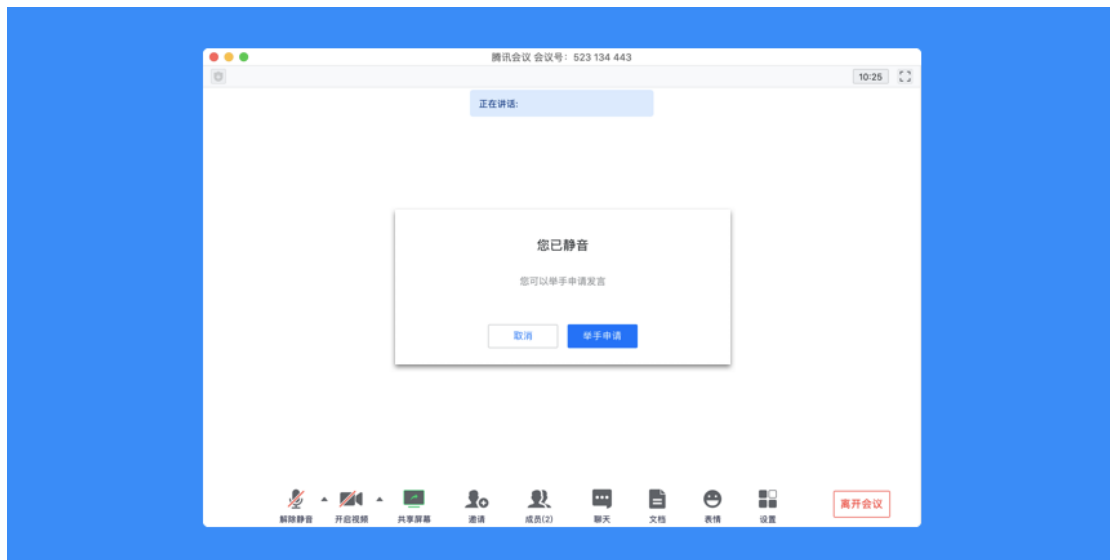 腾讯会议 会议号：523 134 443
10:25
正在讲话:
您已静音
您可以举手申请发言
取消
举手申请
解除静音
开启视频
共享屏幕
邀请
成员(2)
聊天
文档
表情
设置
离开会议